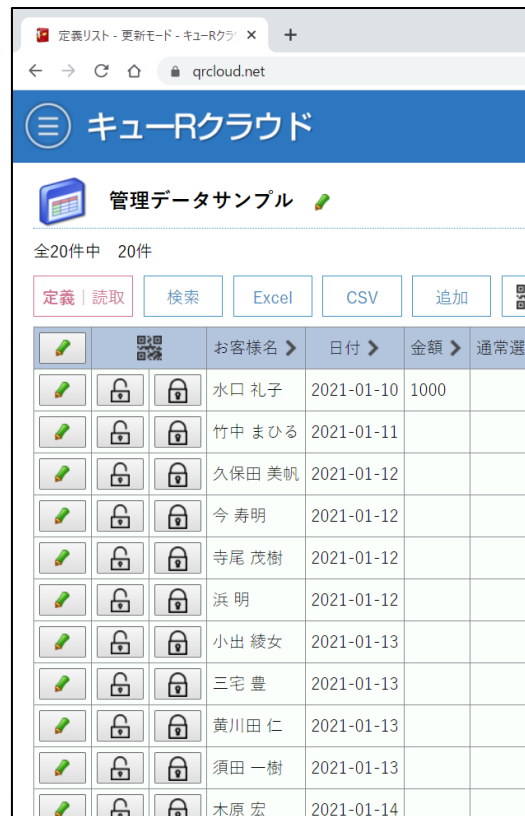 定義リスト - 更新モード - キューRクラウ
qrcloud.net
キューRクラウド
管理データサンプル
全20件中 20件
定義|読取 検索 Excel CSV 追加
お客様名 日付 金額 通常選
水口 礼子 2021-01-10 1000
竹中 まひる 2021-01-11
久保田 美帆 2021-01-12
今 寿明 2021-01-12
寺尾 茂樹 2021-01-12
浜 明 2021-01-12
小出 綾女 2021-01-13
三宅 豊 2021-01-13
黄川田 仁 2021-01-13
須田 一樹 2021-01-13
木原 宏 2021-01-14